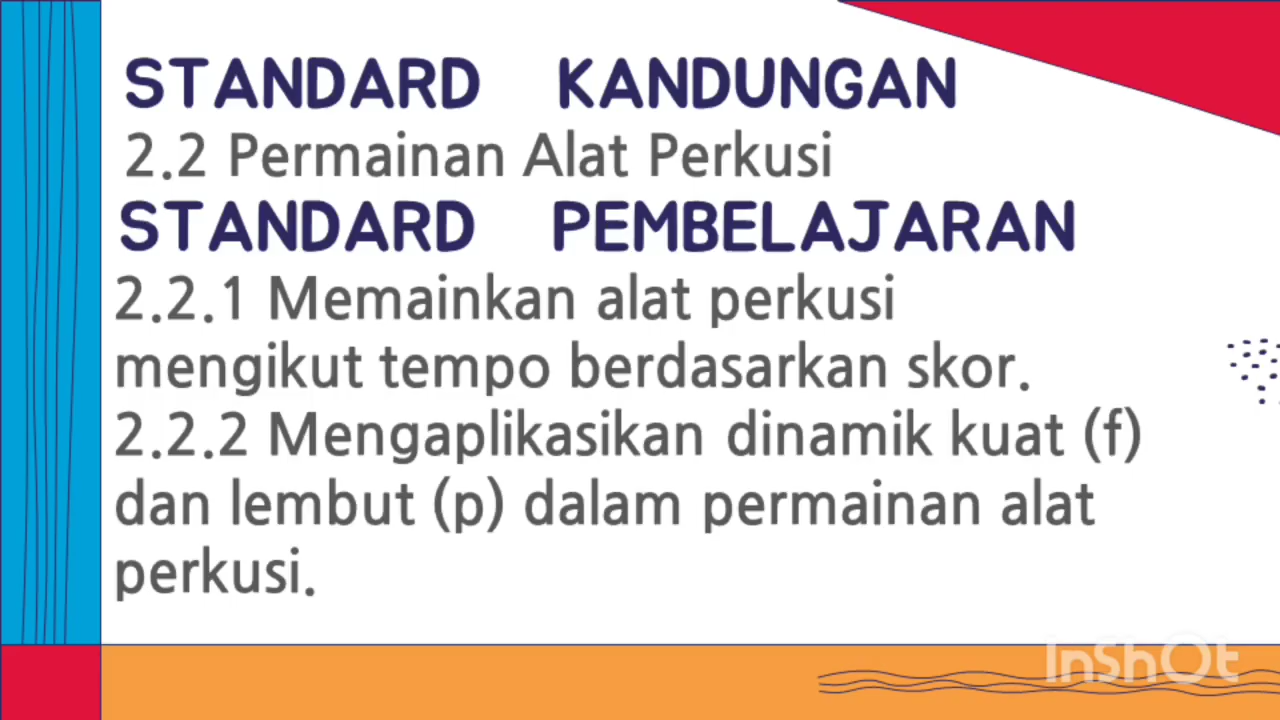 STANDARD KANDUNGAN
2.2 Permainan Alat Perkusi
STANDARD PEMBELAJARAN
2.2.1 Memainkan alat perkusi
mengikut tempo berdasarkan skor.
2.2.2 Mengaplikasikan dinamik kuat (f)
dan lembut (p) dalam permainan alat
perkusi.
InShOt